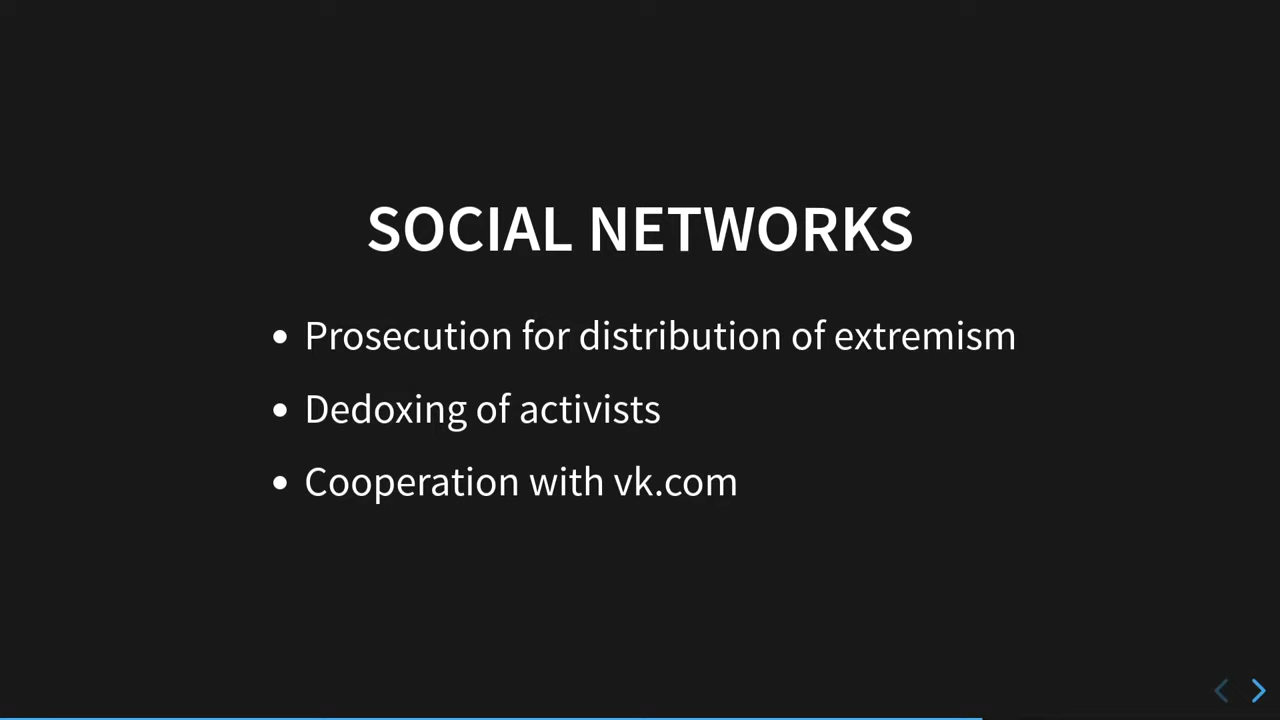 SOCIAL NETWORKS
• Prosecution for distribution of extremism
• Dedoxing of activists
• Cooperation with vk.com